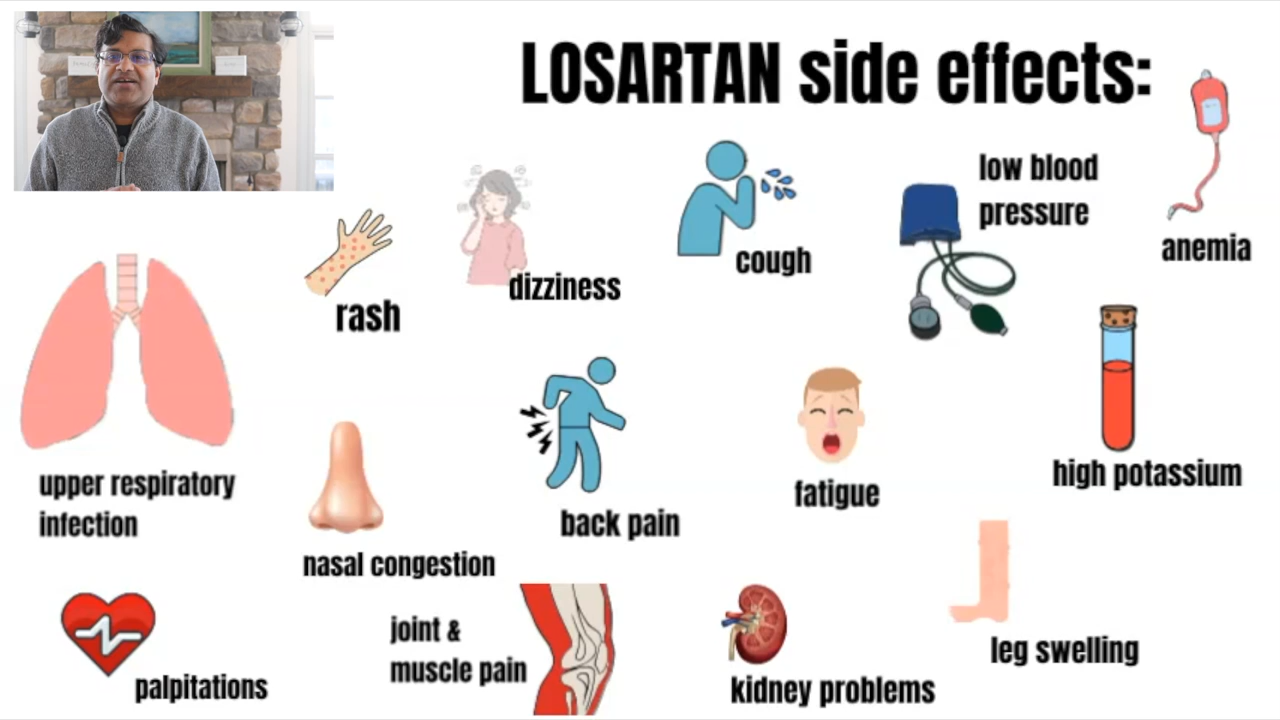 LOSARTAN side effects:
low blood
pressure
anemia
cough
dizziness
rash
high potassium
upper respiratory
infection
fatigue
back pain
nasal congestion
joint &
muscle pain
leg swelling
palpitations
kidney problems